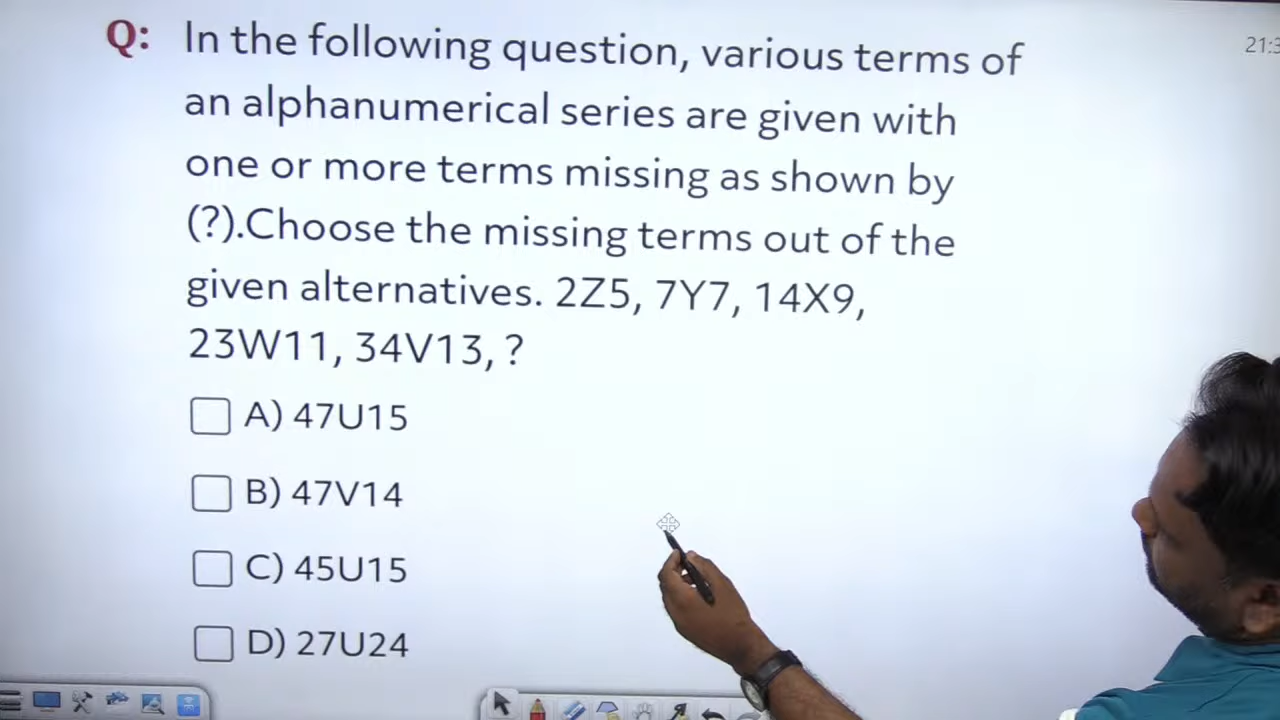 Q: In the following question, various terms of
an alphanumerical series are given with
one or more terms missing as shown by
(?).Choose the missing terms out of the
given alternatives. 2Z5, 7Y7, 14X9,
23W11, 34V13, ?
A) 47U15
B) 47V14
C) 45U15
D) 27U24
21:3